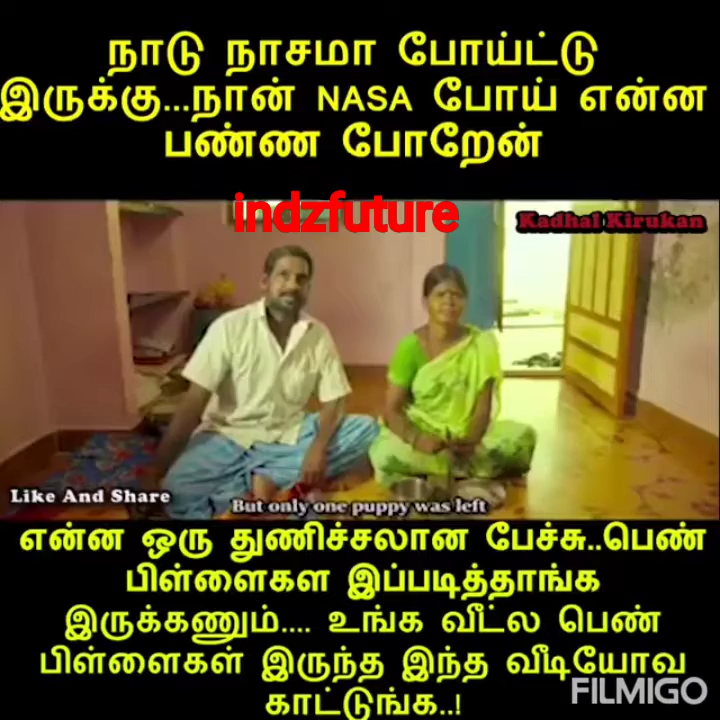 நாடு நாசமா போய்ட்டு
இருக்கு...நான் NASA போய் என்ன
பண்ண போறேன்
indzfuture
Kadhal Kirukan
Like And Share
But only one puppy was left
என்ன ஒரு துணிச்சலான பேச்சு..பெண்
பிள்ளைகள இப்படித்தாங்க
இருக்கணும்.... உங்க வீட்ல பெண்
பிள்ளைகள் இருந்த இந்த வீடியோவ
காட்டுங்க..!
FILMIGO